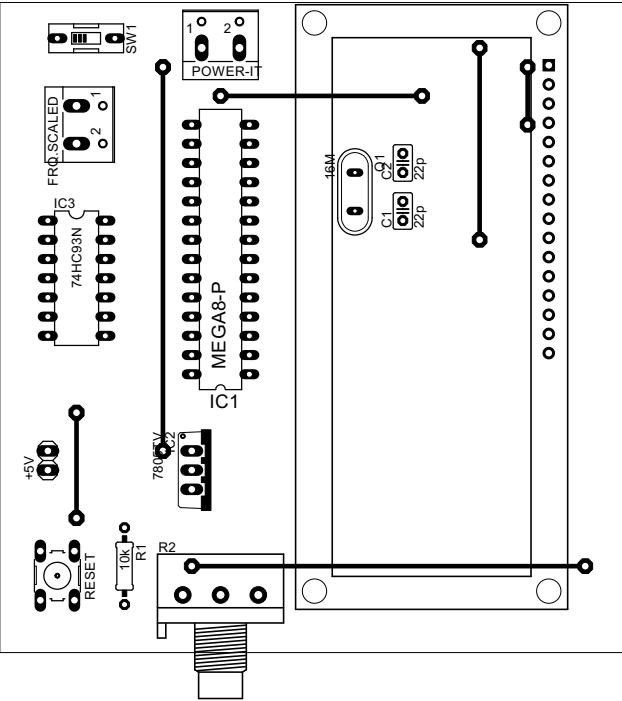 SW1
1 2
POWER-IT
FRQ.SCALED
1
2
16M
Q1
C2
22p
C1
22p
IC3
74HC93N
MEGA8-P
IC1
+5V
7805TV
IC2
RESET
10k
R1
R2